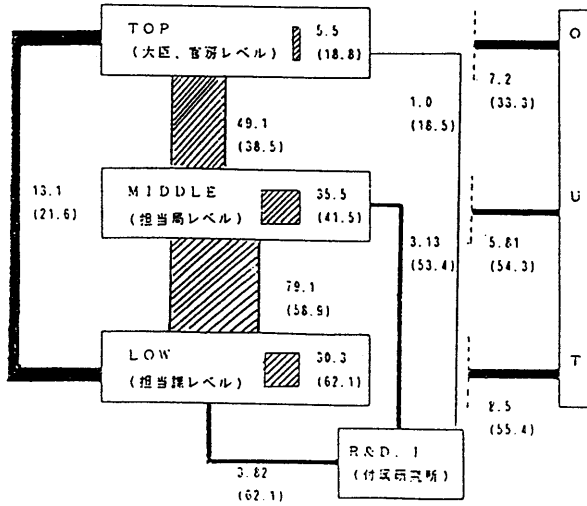 TOP
(大臣、官房レベル)
5.5
(18.8)
O
7.2
(33.3)
1.0
(18.5)
49.1
(38.5)
13.1
(21.6)
MIDDLE
(担当局レベル)
35.5
(41.5)
U
5.81
(54.3)
3.13
(53.4)
79.1
(58.9)
LOW
(担当課レベル)
30.3
(62.1)
T
8.5
(55.4)
R&D. I
(付属研究所)
3.82
(62.1)